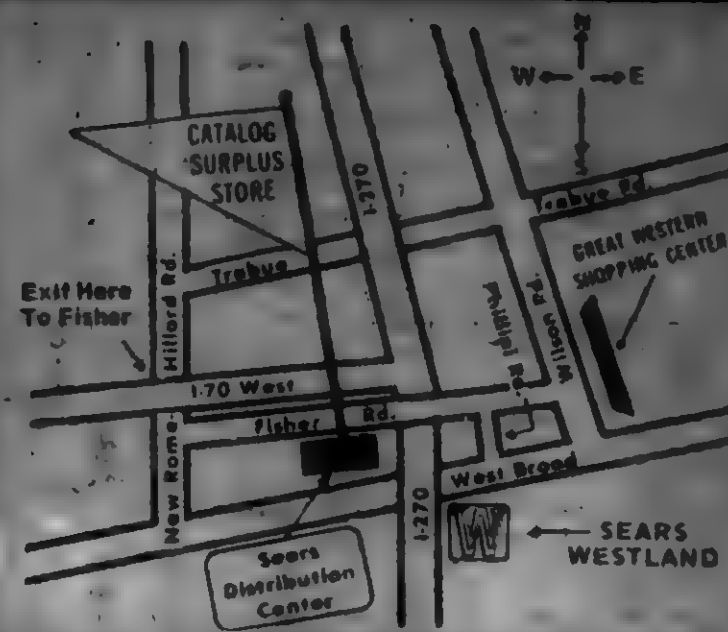 N
W E
S
CATALOG
SURPLUS
STORE
I-270
Trabue Rd.
GREAT WESTERN
SHOPPING CENTER
Trabue
Exit Here
To Fisher
Hillard Rd.
Phillipi Rd.
Wilson Rd.
I-70 West
Fisher Rd.
New Rome-
West Broad
I-270
SEARS
WESTLAND
Sears
Distribution
Center